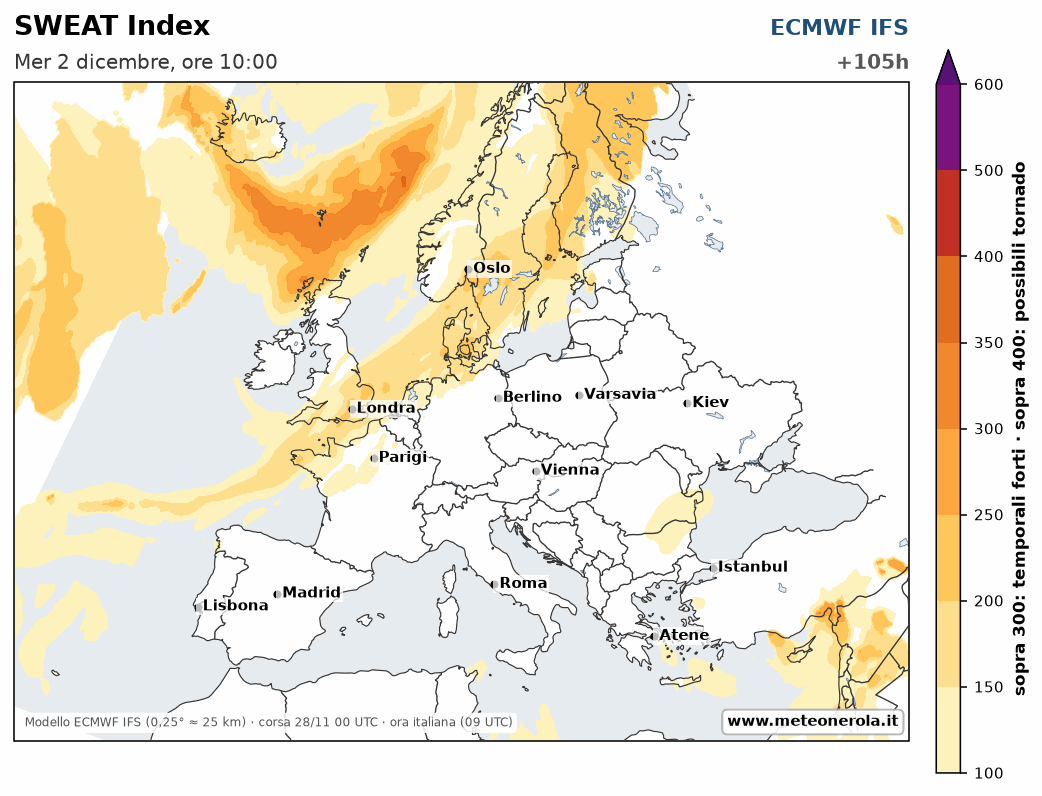 SWEAT Index
ECMWF IFS
Mer 2 dicembre, ore 10:00
+105h
Oslo
Londra
Berlino
Varsavia
Kiev
Parigi
Vienna
Istanbul
Roma
Madrid
Lisbona
Atene
Modello ECMWF IFS (0,25° ≈ 25 km) · corsa 28/11 00 UTC · ora italiana (09 UTC)
www.meteonerola.it
600
500
400
350
300
250
200
150
100
sopra 300: temporali forti · sopra 400: possibili tornado